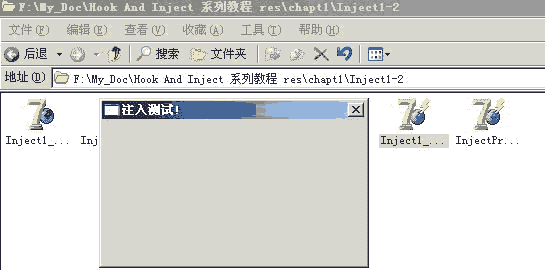 F:\My_Doc\Hook And Inject 系列教程 res\chapt1\Inject1-2
文件(F) 编辑(E) 查看(V) 收藏(A) 工具(T) 帮助(H)
后退 搜索 文件夹
地址(D) F:\My_Doc\Hook And Inject 系列教程 res\chapt1\Inject1-2
注入测试!
Inject1_... Inj Inject1_... InjectPr...